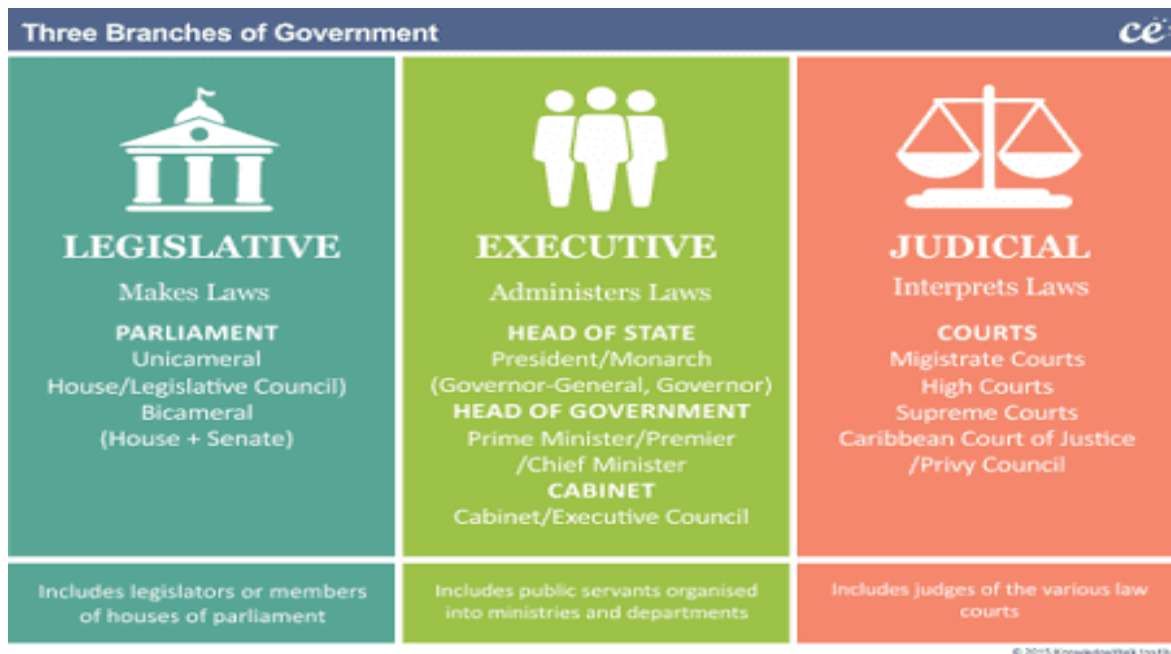 Three Branches of Government
ce
LEGISLATIVE
Makes Laws
PARLIAMENT
Unicameral
House/Legislative Council)
Bicameral
(House + Senate)
Includes legislators or members
of houses of parliament
EXECUTIVE
Administers Laws
HEAD OF STATE
President/Monarch
(Governor-General, Governor)
HEAD OF GOVERNMENT
Prime Minister/Premier
/Chief Minister
CABINET
Cabinet/Executive Council
Includes public servants organised
into ministries and departments
JUDICIAL
Interprets Laws
COURTS
Migistrate Courts
High Courts
Supreme Courts
Caribbean Court of Justice
/Privy Council
Includes judges of the various law
courts
© 2015